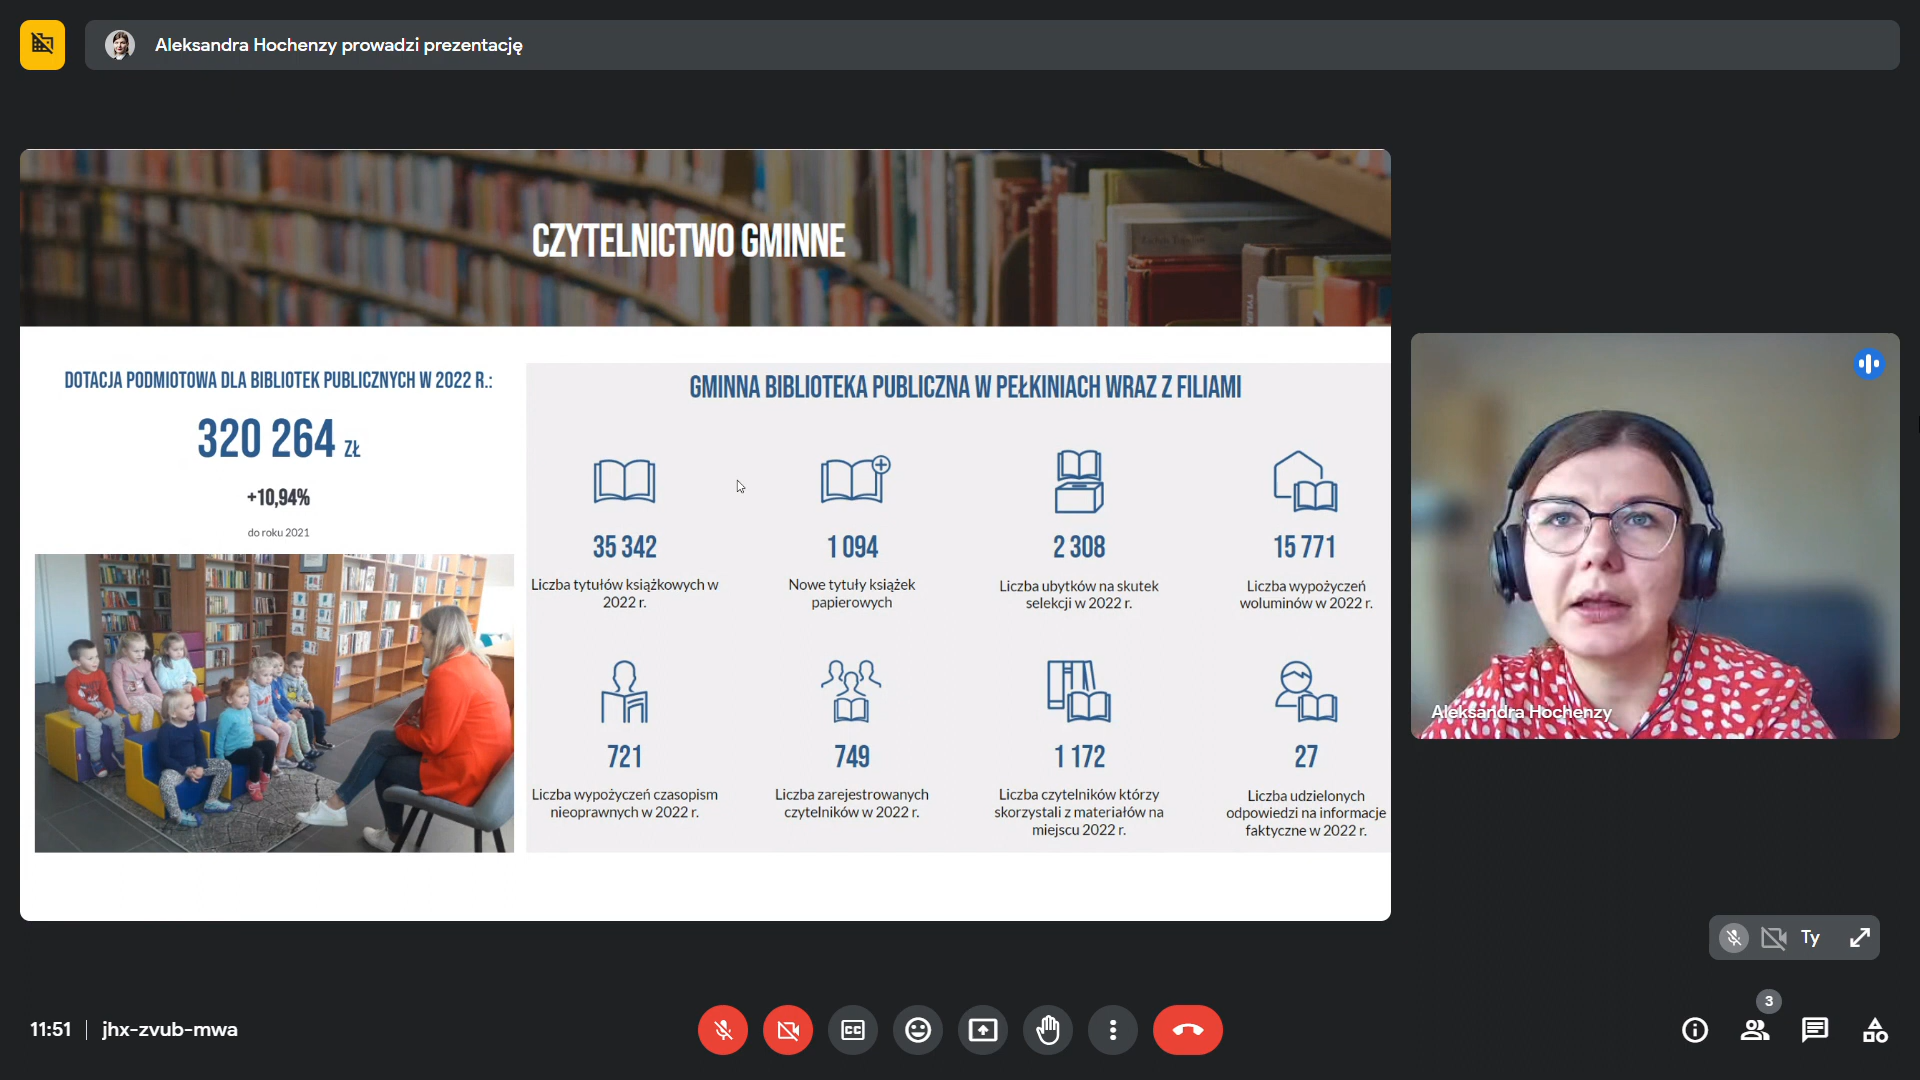 Aleksandra Hochenzy prowadzi prezentację
CZYTELNICTWO GMINNE
DOTACJA PODMIOTOWA DLA BIBLIOTEK PUBLICZNYCH W 2022 R.:
320 264 ZŁ
+10,94%
do roku 2021
GMINNA BIBLIOTEKA PUBLICZNA W PEŁKINIACH WRAZ Z FILIAMI
35 342
Liczba tytułów książkowych w
2022 r.
1 094
Nowe tytuły książek
papierowych
2 308
Liczba ubytków na skutek
selekcji w 2022 r.
15 771
Liczba wypożyczeń
woluminów w 2022 r.
721
Liczba wypożyczeń czasopism
nieoprawnych w 2022 r.
749
Liczba zarejestrowanych
czytelników w 2022 r.
1 172
Liczba czytelników którzy
skorzystali z materiałów na
miejscu 2022 r.
27
Liczba udzielonych
odpowiedzi na informacje
faktyczne w 2022 r.
Aleksandra Hochenzy
Ty
11:51 | jhx-zvub-mwa
CC
3